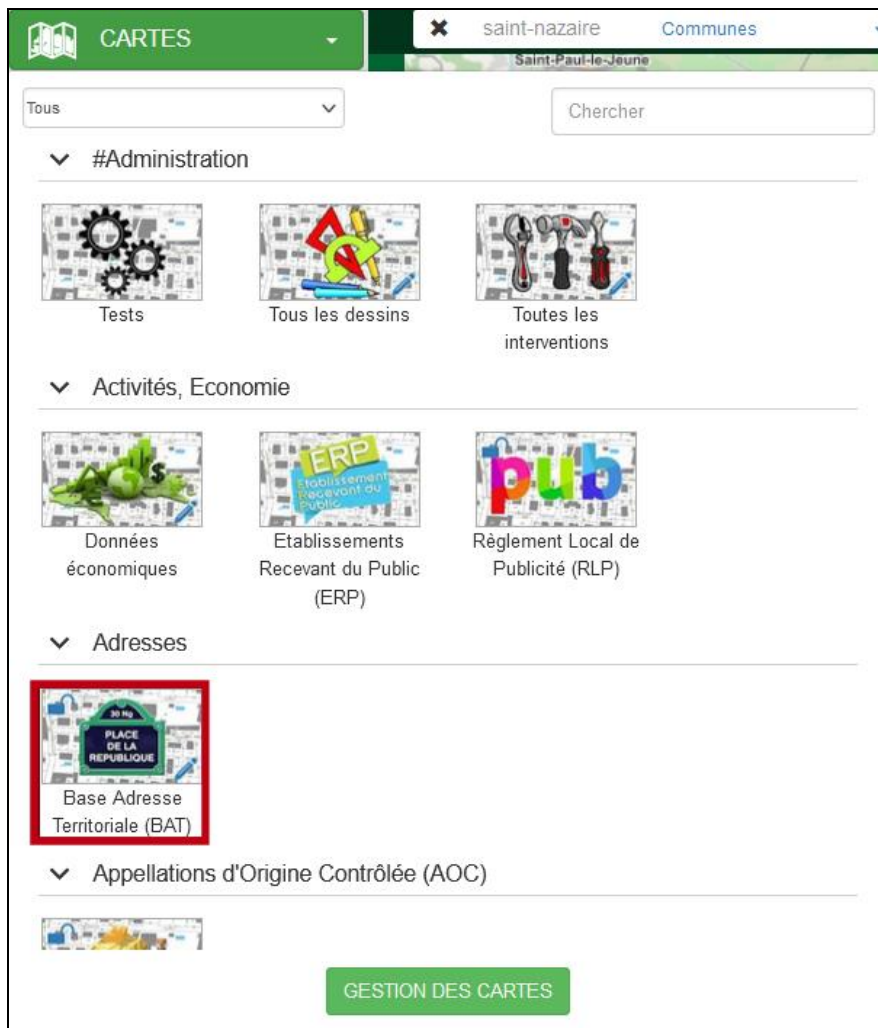 CARTES
saint-nazaire Communes
Saint-Paul-le-Jeune
Tous
Chercher
#Administration
Tests
Tous les dessins
Toutes les
interventions
Activités, Economie
ERP
Etablissement
Recevant du
Public
pub
Données
économiques
Etablissements
Recevant du Public
(ERP)
Règlement Local de
Publicité (RLP)
Adresses
PLACE
DE LA
REPUBLIQUE
Base Adresse
Territoriale (BAT)
Appellations d'Origine Contrôlée (AOC)
GESTION DES CARTES